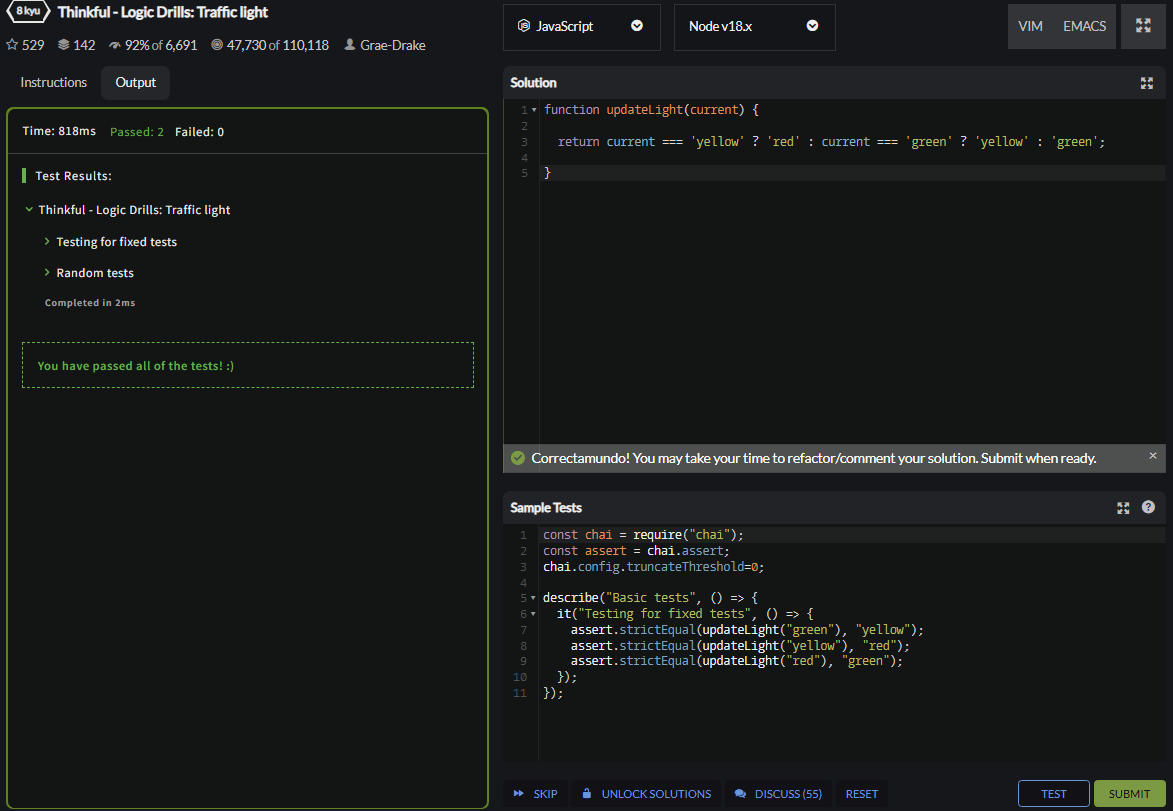 8 kyu Thinkful - Logic Drills: Traffic light
529 142 92% of 6,691 47,730 of 110,118 Grae-Drake
Instructions Output
Time: 818ms Passed: 2 Failed: 0
Test Results:
Thinkful - Logic Drills: Traffic light
Testing for fixed tests
Random tests
Completed in 2ms
You have passed all of the tests! :)
JavaScript Node v18.x VIM EMACS
Solution
1 function updateLight(current) {
2
3 return current === 'yellow' ? 'red' : current === 'green' ? 'yellow' : 'green';
4
5 }
Correctamundo! You may take your time to refactor/comment your solution. Submit when ready. ×
Sample Tests
1 const chai = require("chai");
2 const assert = chai.assert;
3 chai.config.truncateThreshold=0;
4
5 describe("Basic tests", () => {
6 it("Testing for fixed tests", () => {
7 assert.strictEqual(updateLight("green"), "yellow");
8 assert.strictEqual(updateLight("yellow"), "red");
9 assert.strictEqual(updateLight("red"), "green");
10 });
11 });
SKIP UNLOCK SOLUTIONS DISCUSS (55) RESET TEST SUBMIT